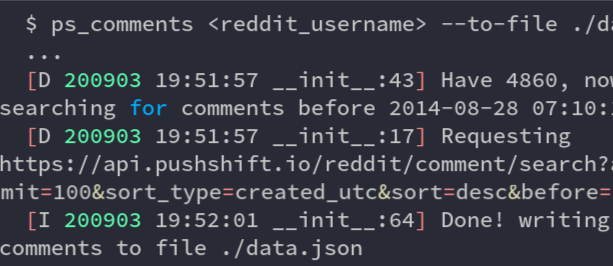 $ ps_comments <reddit_username> --to-file ./da
...
[D 200903 19:51:57 __init__:43] Have 4860, now
searching for comments before 2014-08-28 07:10:
[D 200903 19:51:57 __init__:17] Requesting
https://api.pushshift.io/reddit/comment/search?a
mit=100&sort_type=created_utc&sort=desc&before=
[I 200903 19:52:01 __init__:64] Done! writing
comments to file ./data.json